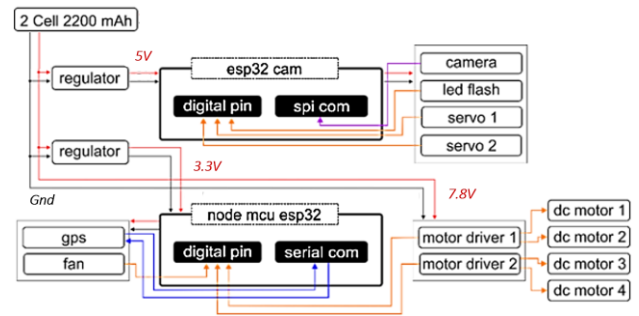 2 Cell 2200 mAh
5V
esp32 cam
camera
regulator
led flash
digital pin
spi com
servo 1
servo 2
regulator
3.3V
7.8V
Gnd
node mcu esp32
dc motor 1
gps
motor driver 1
dc motor 2
digital pin
serial com
fan
motor driver 2
dc motor 3
dc motor 4